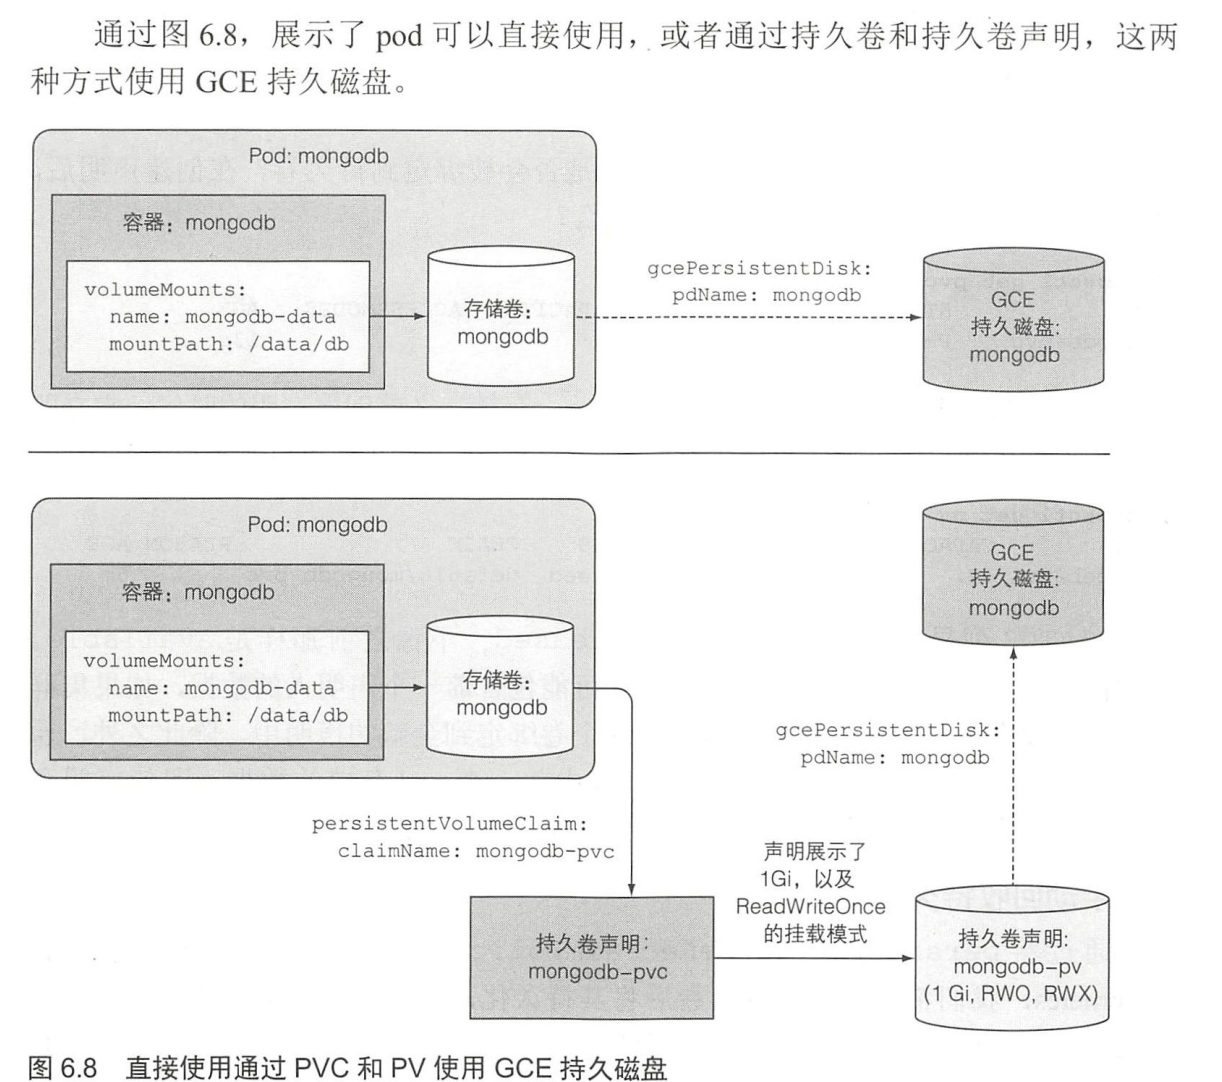 通过图 6.8，展示了 pod 可以直接使用，或者通过持久卷和持久卷声明，这两
种方式使用 GCE 持久磁盘。
Pod: mongodb
容器：mongodb
volumeMounts:
name: mongodb-data
mountPath: /data/db
存储卷：
mongodb
gcePersistentDisk:
pdName: mongodb
GCE
持久磁盘:
mongodb
Pod: mongodb
容器：mongodb
volumeMounts:
name: mongodb-data
mountPath: /data/db
存储卷：
mongodb
GCE
持久磁盘:
mongodb
gcePersistentDisk:
pdName: mongodb
persistentVolumeClaim:
claimName: mongodb-pvc
声明展示了
1Gi，以及
ReadWriteOnce
的挂载模式
持久卷声明:
mongodb-pvc
持久卷声明:
mongodb-pv
(1 Gi, RWO, RWX)
图 6.8 直接使用通过 PVC 和 PV 使用 GCE 持久磁盘